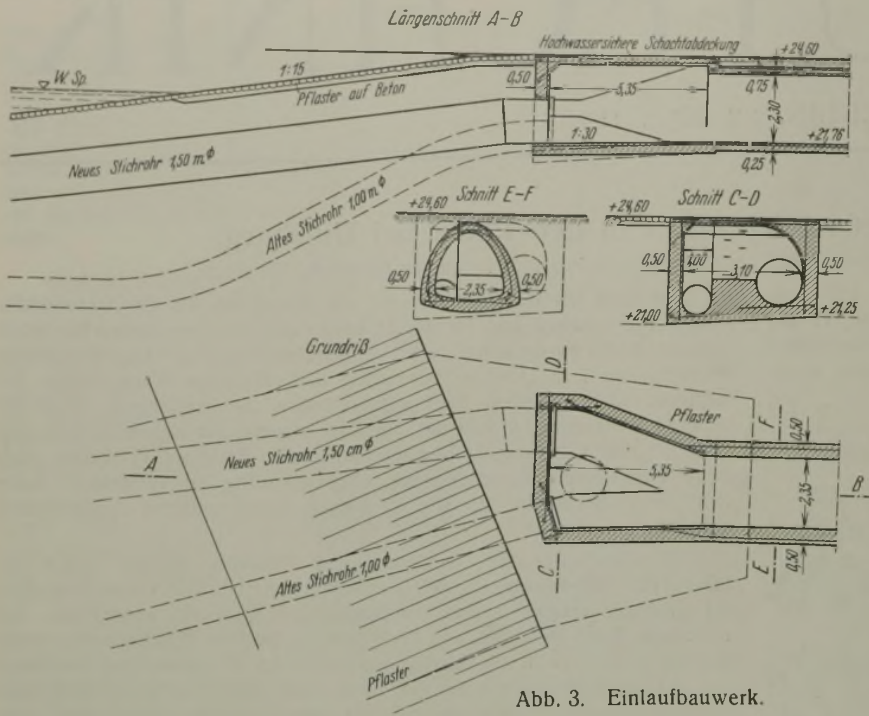 Längenschnitt A-B
Hochwassersichere Schachtabdeckung
+24,60
W. Sp.
1:15
Pflaster auf Beton
0,50
5,35
0,75
2,30
1:30
+21,76
0,25
Neues Stichrohr 1,50 m.⌀
Altes Stichrohr 1,00 m.⌀
Schnitt E-F
+24,60
0,50
2,35
0,50
Schnitt C-D
+24,60
0,50
1,00
3,10
0,50
+21,00
+21,25
Grundriß
D
Pflaster
F
0,50
A
Neues Stichrohr 1,50 cm ⌀
5,35
2,35
B
Altes Stichrohr 1,00 ⌀
C
E
0,50
Pflaster
Abb. 3. Einlaufbauwerk.